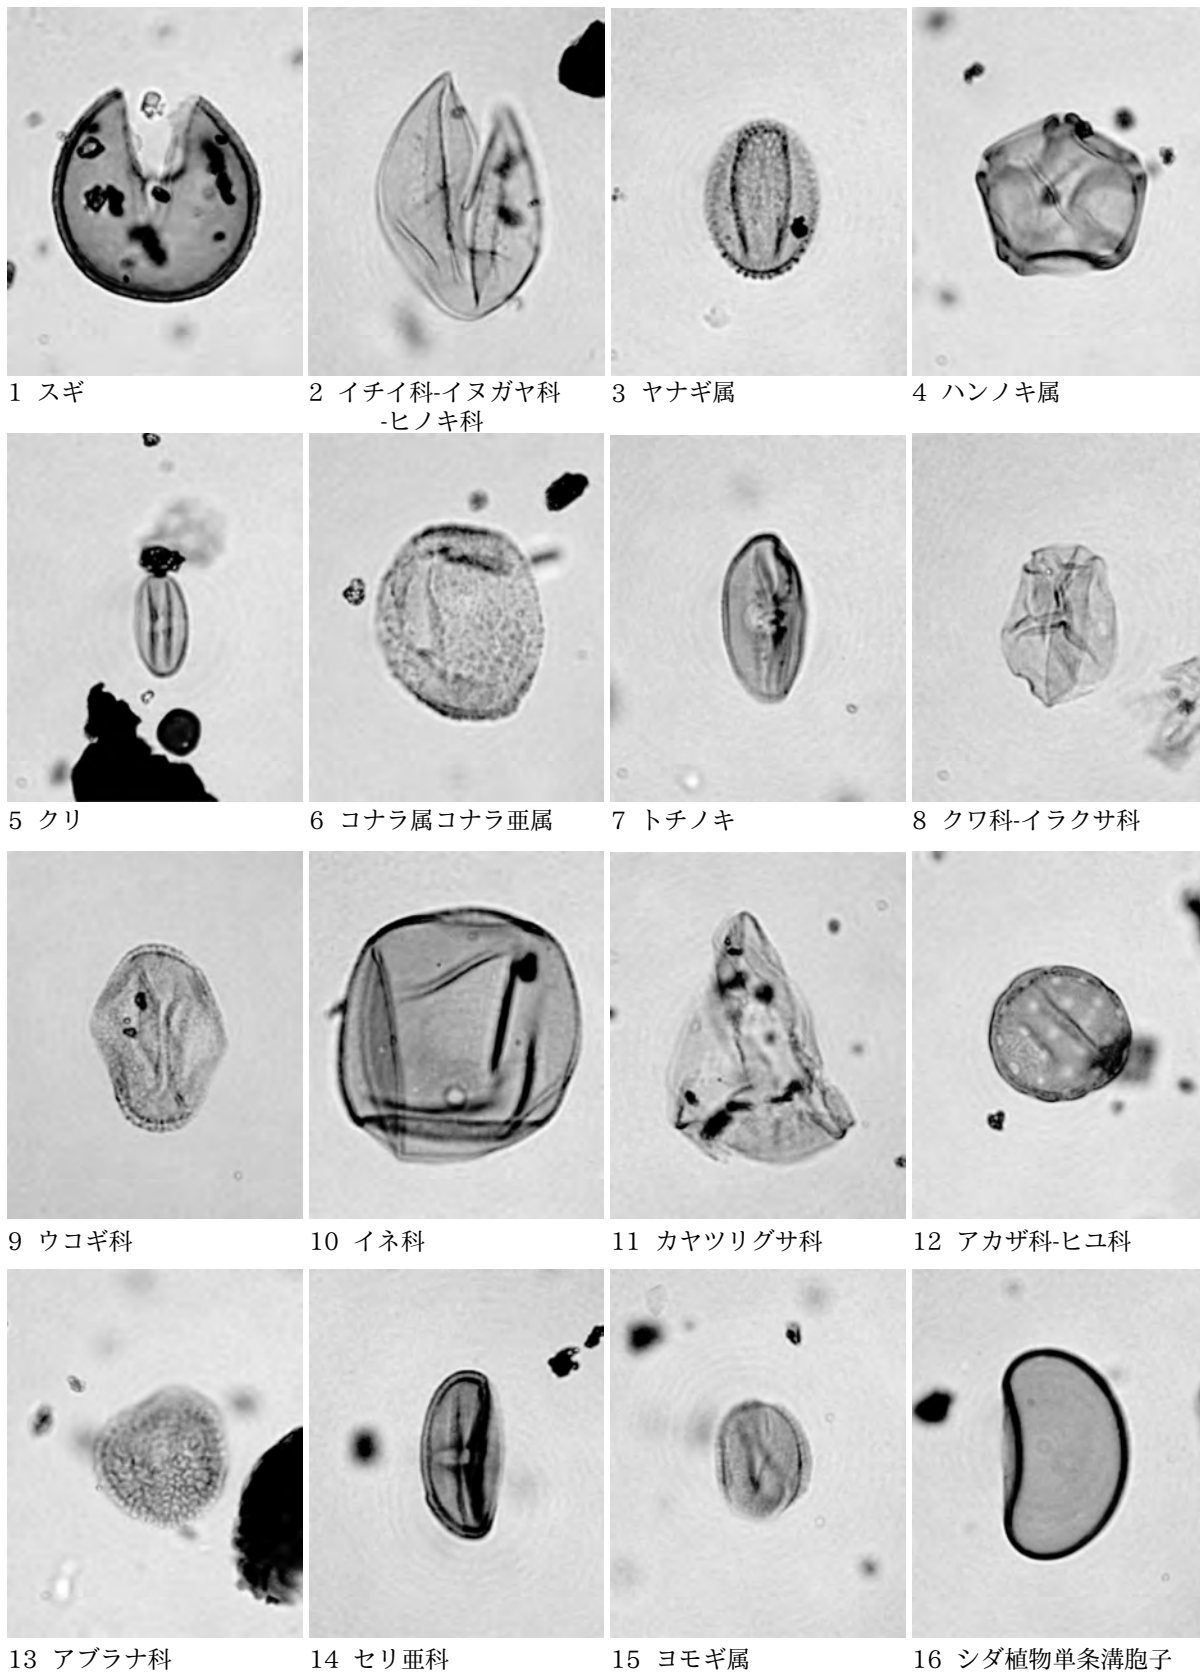 1 スギ
2 イチイ科-イヌガヤ科
-ヒノキ科
3 ヤナギ属
4 ハンノキ属
5 クリ
6 コナラ属コナラ亜属
7 トチノキ
8 クワ科-イラクサ科
9 ウコギ科
10 イネ科
11 カヤツリグサ科
12 アカザ科-ヒユ科
13 アブラナ科
14 セリ亜科
15 ヨモギ属
16 シダ植物単条溝胞子